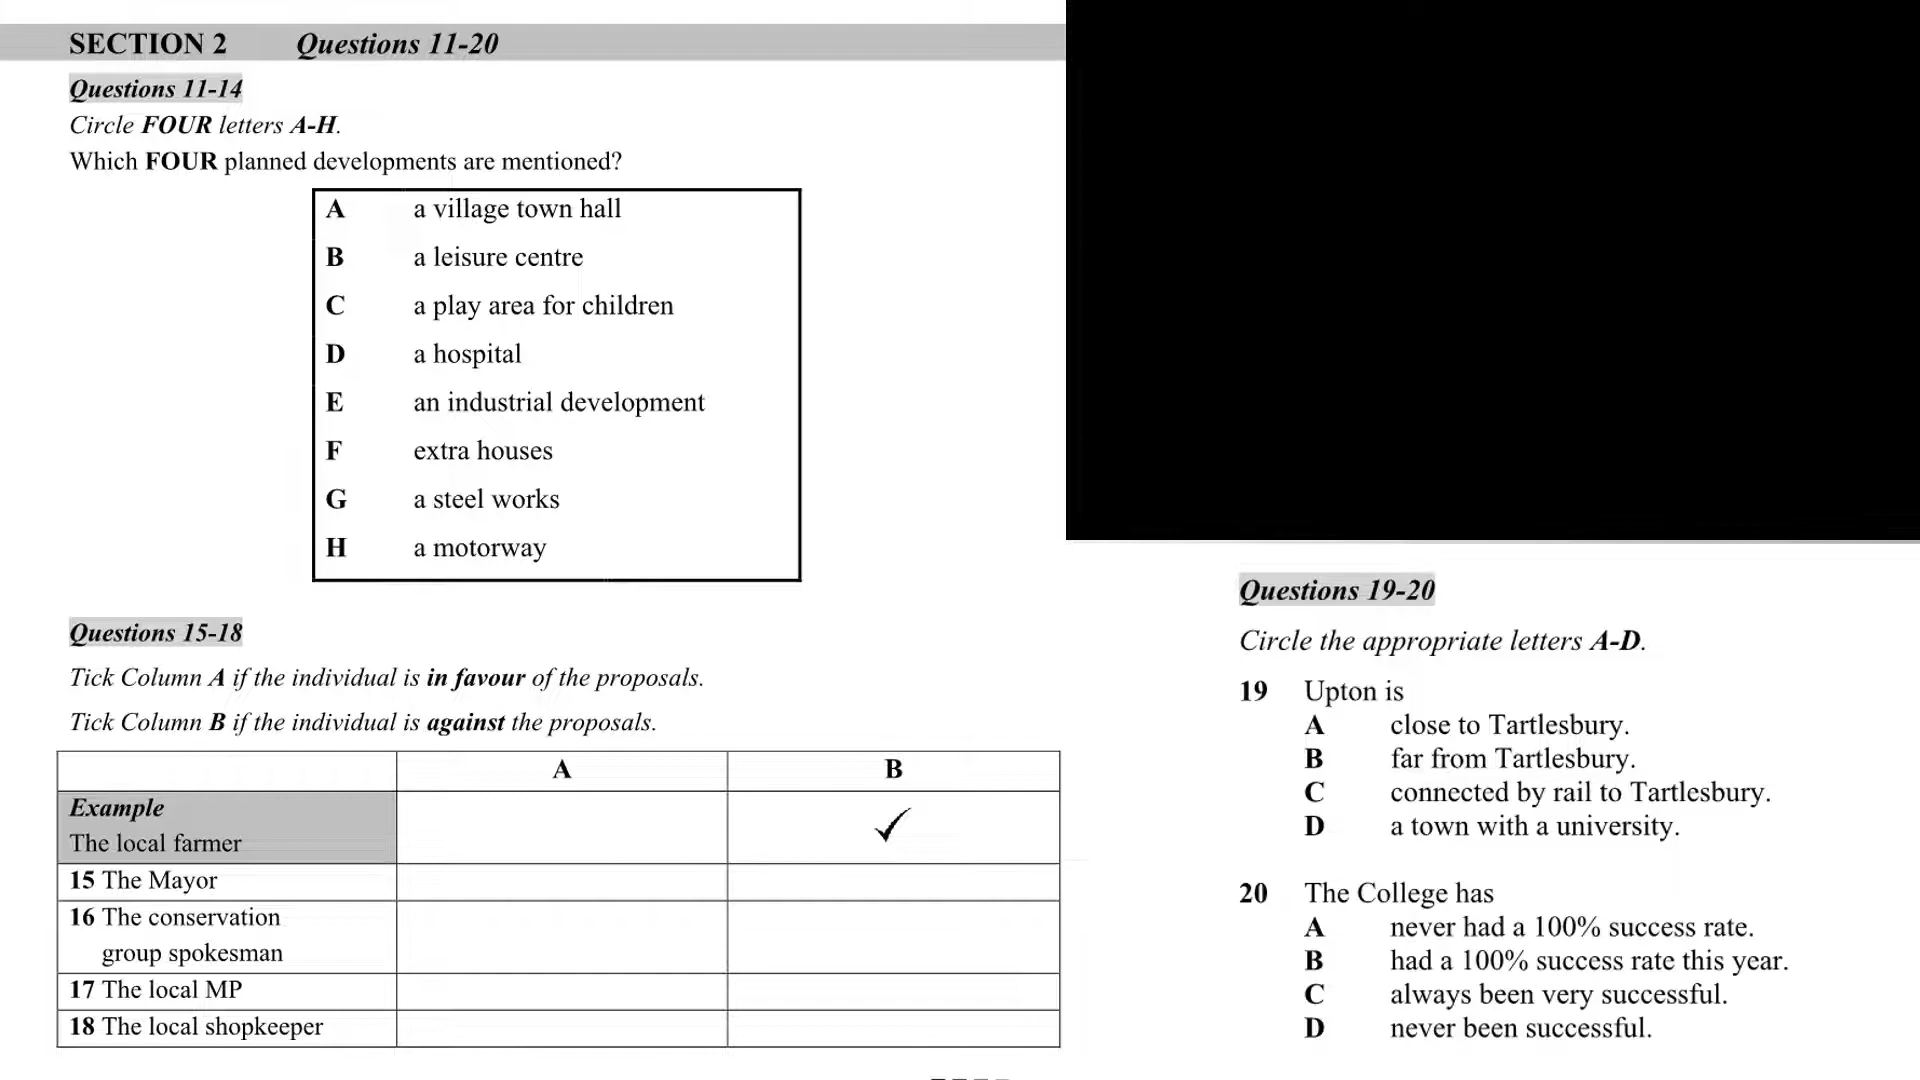 SECTION 2 Questions 11-20
Questions 11-14
Circle FOUR letters A-H.
Which FOUR planned developments are mentioned?
A a village town hall
B a leisure centre
C a play area for children
D a hospital
E an industrial development
F extra houses
G a steel works
H a motorway
Questions 15-18
Tick Column A if the individual is in favour of the proposals.
Tick Column B if the individual is against the proposals.
A B
Example
The local farmer ✓
15 The Mayor
16 The conservation
group spokesman
17 The local MP
18 The local shopkeeper
Questions 19-20
Circle the appropriate letters A-D.
19 Upton is
A close to Tartlesbury.
B far from Tartlesbury.
C connected by rail to Tartlesbury.
D a town with a university.
20 The College has
A never had a 100% success rate.
B had a 100% success rate this year.
C always been very successful.
D never been successful.